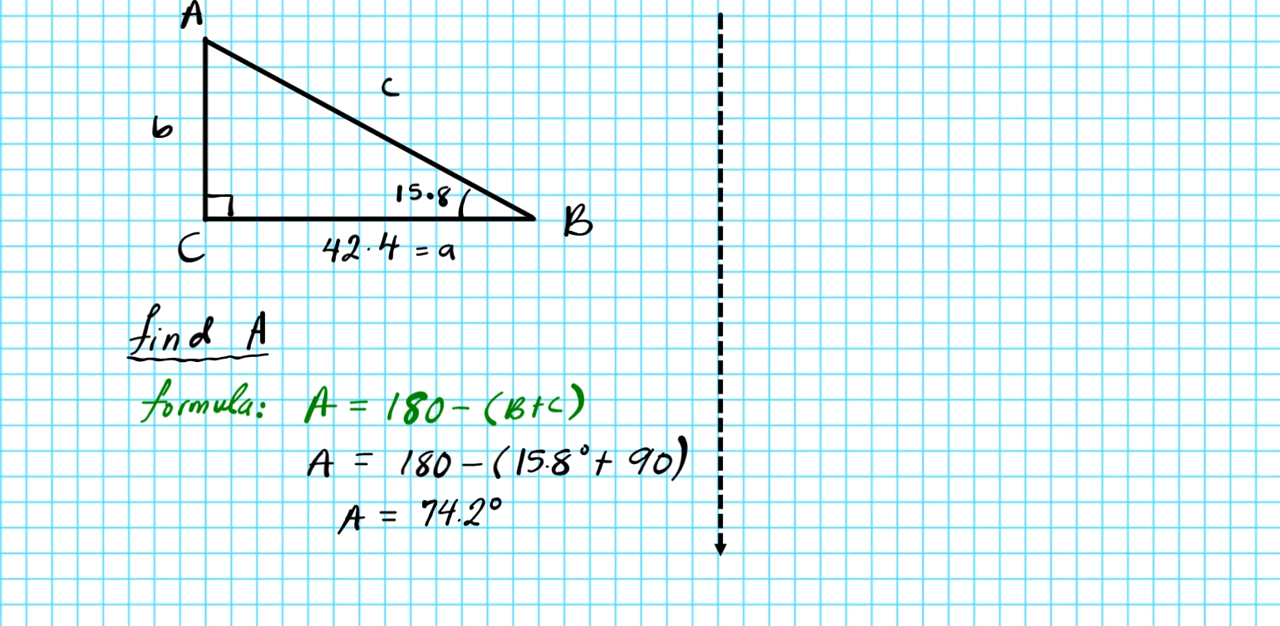 A
c
b
15.8
C
B
42.4 = a
find A
formula: A = 180 - (B+C)
A = 180 - (15.8° + 90)
A = 74.2°